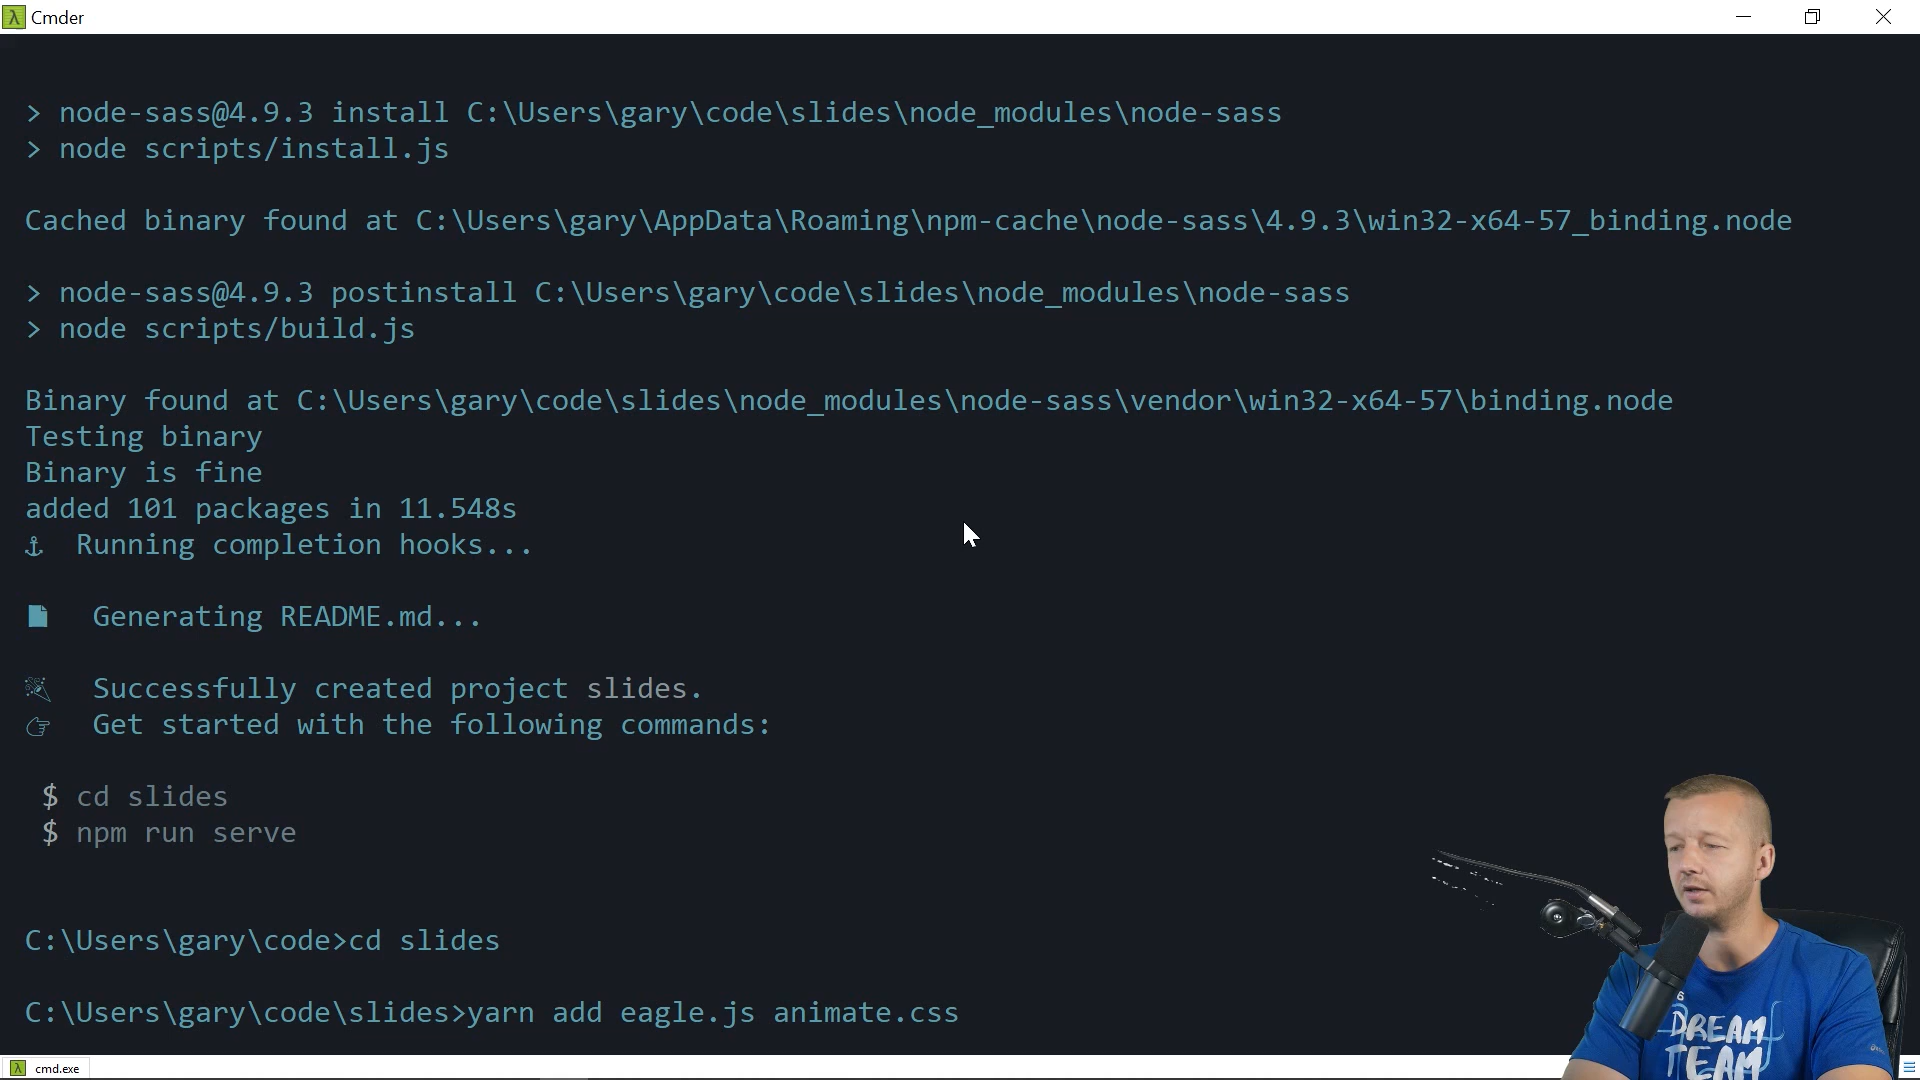 Cmder
> node-sass@4.9.3 install C:\Users\gary\code\slides\node_modules\node-sass
> node scripts/install.js
Cached binary found at C:\Users\gary\AppData\Roaming\npm-cache\node-sass\4.9.3\win32-x64-57_binding.node
> node-sass@4.9.3 postinstall C:\Users\gary\code\slides\node_modules\node-sass
> node scripts/build.js
Binary found at C:\Users\gary\code\slides\node_modules\node-sass\vendor\win32-x64-57\binding.node
Testing binary
Binary is fine
added 101 packages in 11.548s
Running completion hooks...
Generating README.md...
Successfully created project slides.
Get started with the following commands:
$ cd slides
$ npm run serve
C:\Users\gary\code>cd slides
C:\Users\gary\code\slides>yarn add eagle.js animate.css
DREAM
TEAM
cmd.exe